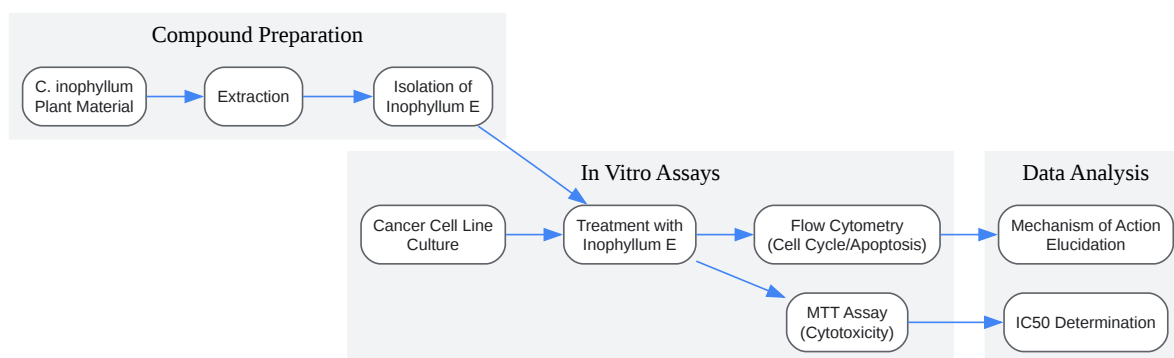 Compound Preparation
C. inophyllum
Plant Material
Extraction
Isolation of
Inophyllum E
In Vitro Assays
Cancer Cell Line
Culture
Treatment with
Inophyllum E
Flow Cytometry
(Cell Cycle/Apoptosis)
MTT Assay
(Cytotoxicity)
Data Analysis
Mechanism of Action
Elucidation
IC50 Determination